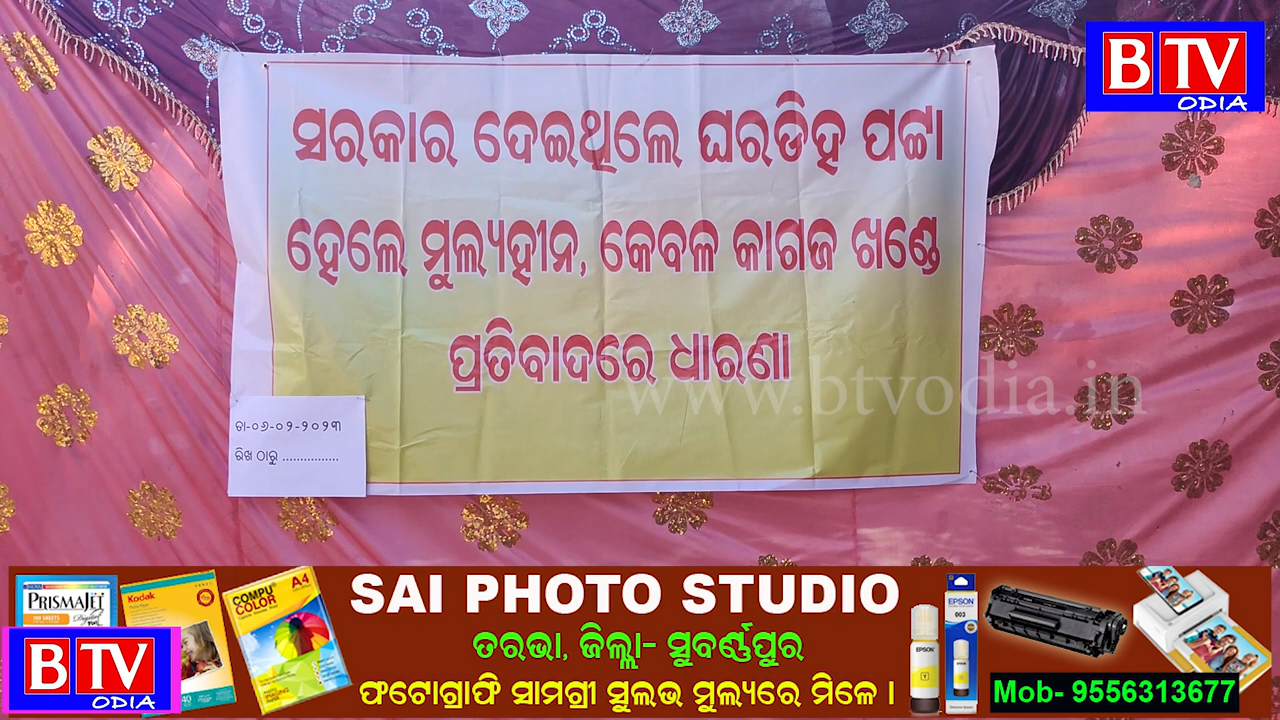 BTV
ODIA
ସରକାର ଦେଇଥିଲେ ଘରଡିହ ପଟ୍ଟା
ହେଲେ ମୁଲ୍ୟହୀନ, କେବଳ କାଗଜ ଖଣ୍ଡେ
ପ୍ରତିବାଦରେ ଧାରଣା
www.btvodia.in
ତା-୦୬-୦୨-୨୦୨୩
ରିଖ ଠାରୁ ...............
SAI PHOTO STUDIO
ତରଭା, ଜିଲ୍ଲା- ସୁବର୍ଣ୍ଣପୁର
ଫଟୋଗ୍ରାଫି ସାମଗ୍ରୀ ସୁଲଭ ମୁଲ୍ୟରେ ମିଳେ ।
Mob- 9556313677
PRISMAJET
Kodak
COMPU COLOR
A4
EPSON
EPSON
003
BTV
ODIA